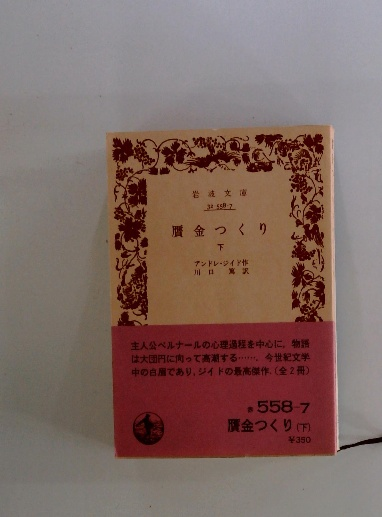 岩波文庫
32-558-7
贋金つくり
下
アンドレ・ジイド作
川口篤訳
主人公ベルナールの心理過程を中心に、物語
は大団円に向って高潮する……。今世紀文学
中の白眉であり、ジイドの最高傑作。(全2冊)
赤 558-7
贋金つくり(下)
¥350